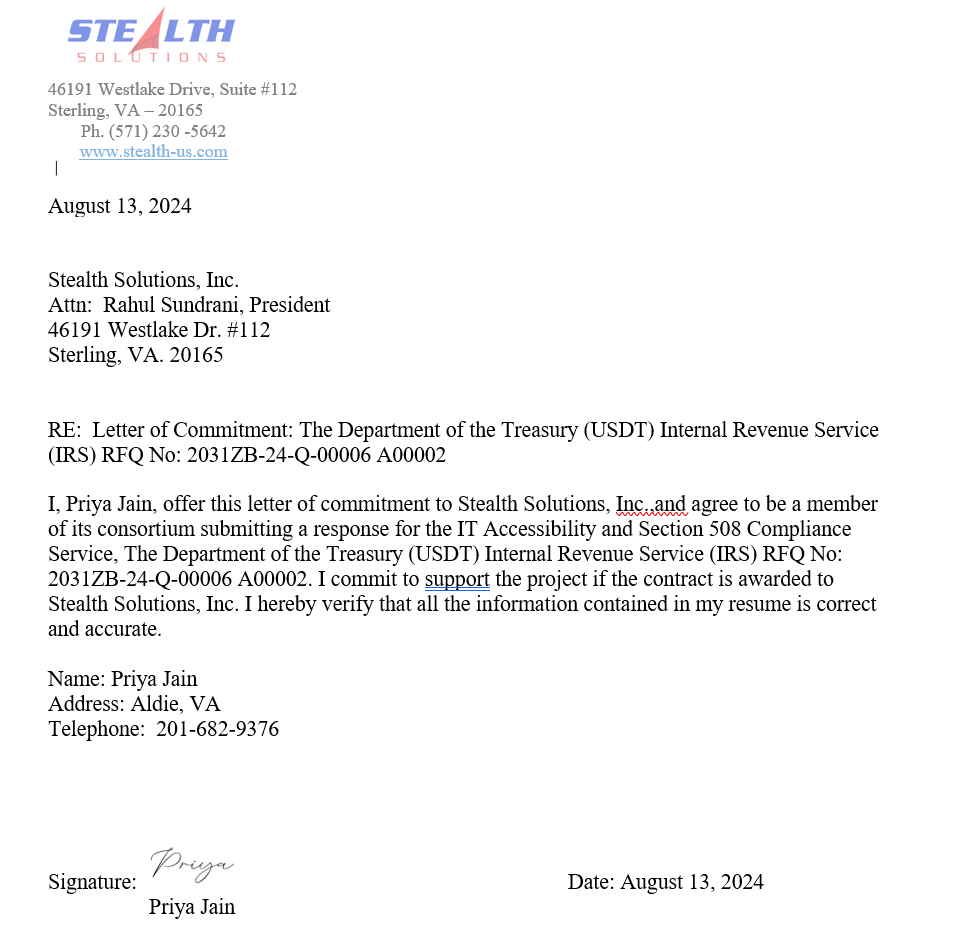 STEALTH
SOLUTIONS
46191 Westlake Drive, Suite #112
Sterling, VA – 20165
Ph. (571) 230 -5642
www.stealth-us.com
August 13, 2024
Stealth Solutions, Inc.
Attn:  Rahul Sundrani, President
46191 Westlake Dr. #112
Sterling, VA. 20165
RE:  Letter of Commitment: The Department of the Treasury (USDT) Internal Revenue Service
(IRS) RFQ No: 2031ZB-24-Q-00006 A00002
I, Priya Jain, offer this letter of commitment to Stealth Solutions, Inc.,and agree to be a member
of its consortium submitting a response for the IT Accessibility and Section 508 Compliance
Service, The Department of the Treasury (USDT) Internal Revenue Service (IRS) RFQ No:
2031ZB-24-Q-00006 A00002. I commit to support the project if the contract is awarded to
Stealth Solutions, Inc. I hereby verify that all the information contained in my resume is correct
and accurate.
Name: Priya Jain
Address: Aldie, VA
Telephone:  201-682-9376
Priya
Signature:
Date: August 13, 2024
Priya Jain